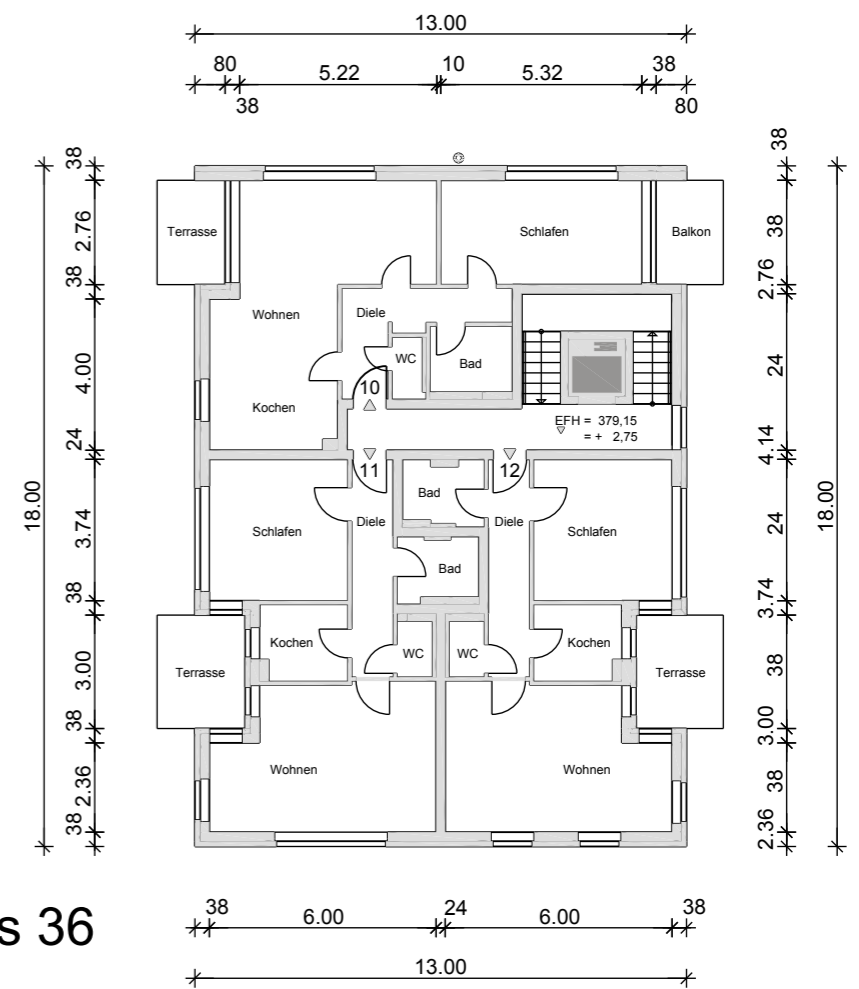 13.00
80 38 5.22 10 5.32 38 80
38 2.76 38 4.00 24 3.74 38 3.00 38 2.36 38
18.00
Terrasse
Schlafen
Balkon
Wohnen
Diele
WC
Bad
Kochen
10
EFH = 379,15
= + 2,75
11
12
Bad
Schlafen
Diele
Diele
Schlafen
Bad
Kochen
WC
WC
Kochen
Terrasse
Terrasse
Wohnen
Wohnen
38 38 2.76 24 4.14 24 3.74 38 3.00 38 2.36
18.00
s 36
38 6.00 24 6.00 38
13.00